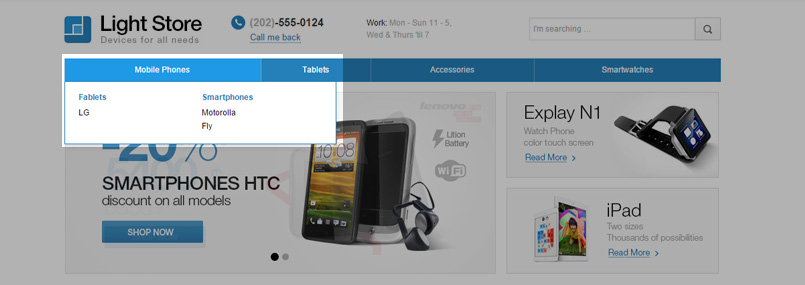 Light Store
Devices for all needs
(202)-555-0124
Call me back
Work: Mon - Sun 11 - 5,
Wed & Thurs 'til 7
I'm searching ...
Mobile Phones
Tablets
Accessories
Smartwatches
Fablets
Smartphones
LG
Motorolla
Fly
-20%
SMARTPHONES HTC
discount on all models
SHOP NOW
lenovo
Lition
Battery
WiFi
Explay N1
Watch Phone
color touch screen
Read More
iPad
Two sizes
Thousands of possibilities
Read More